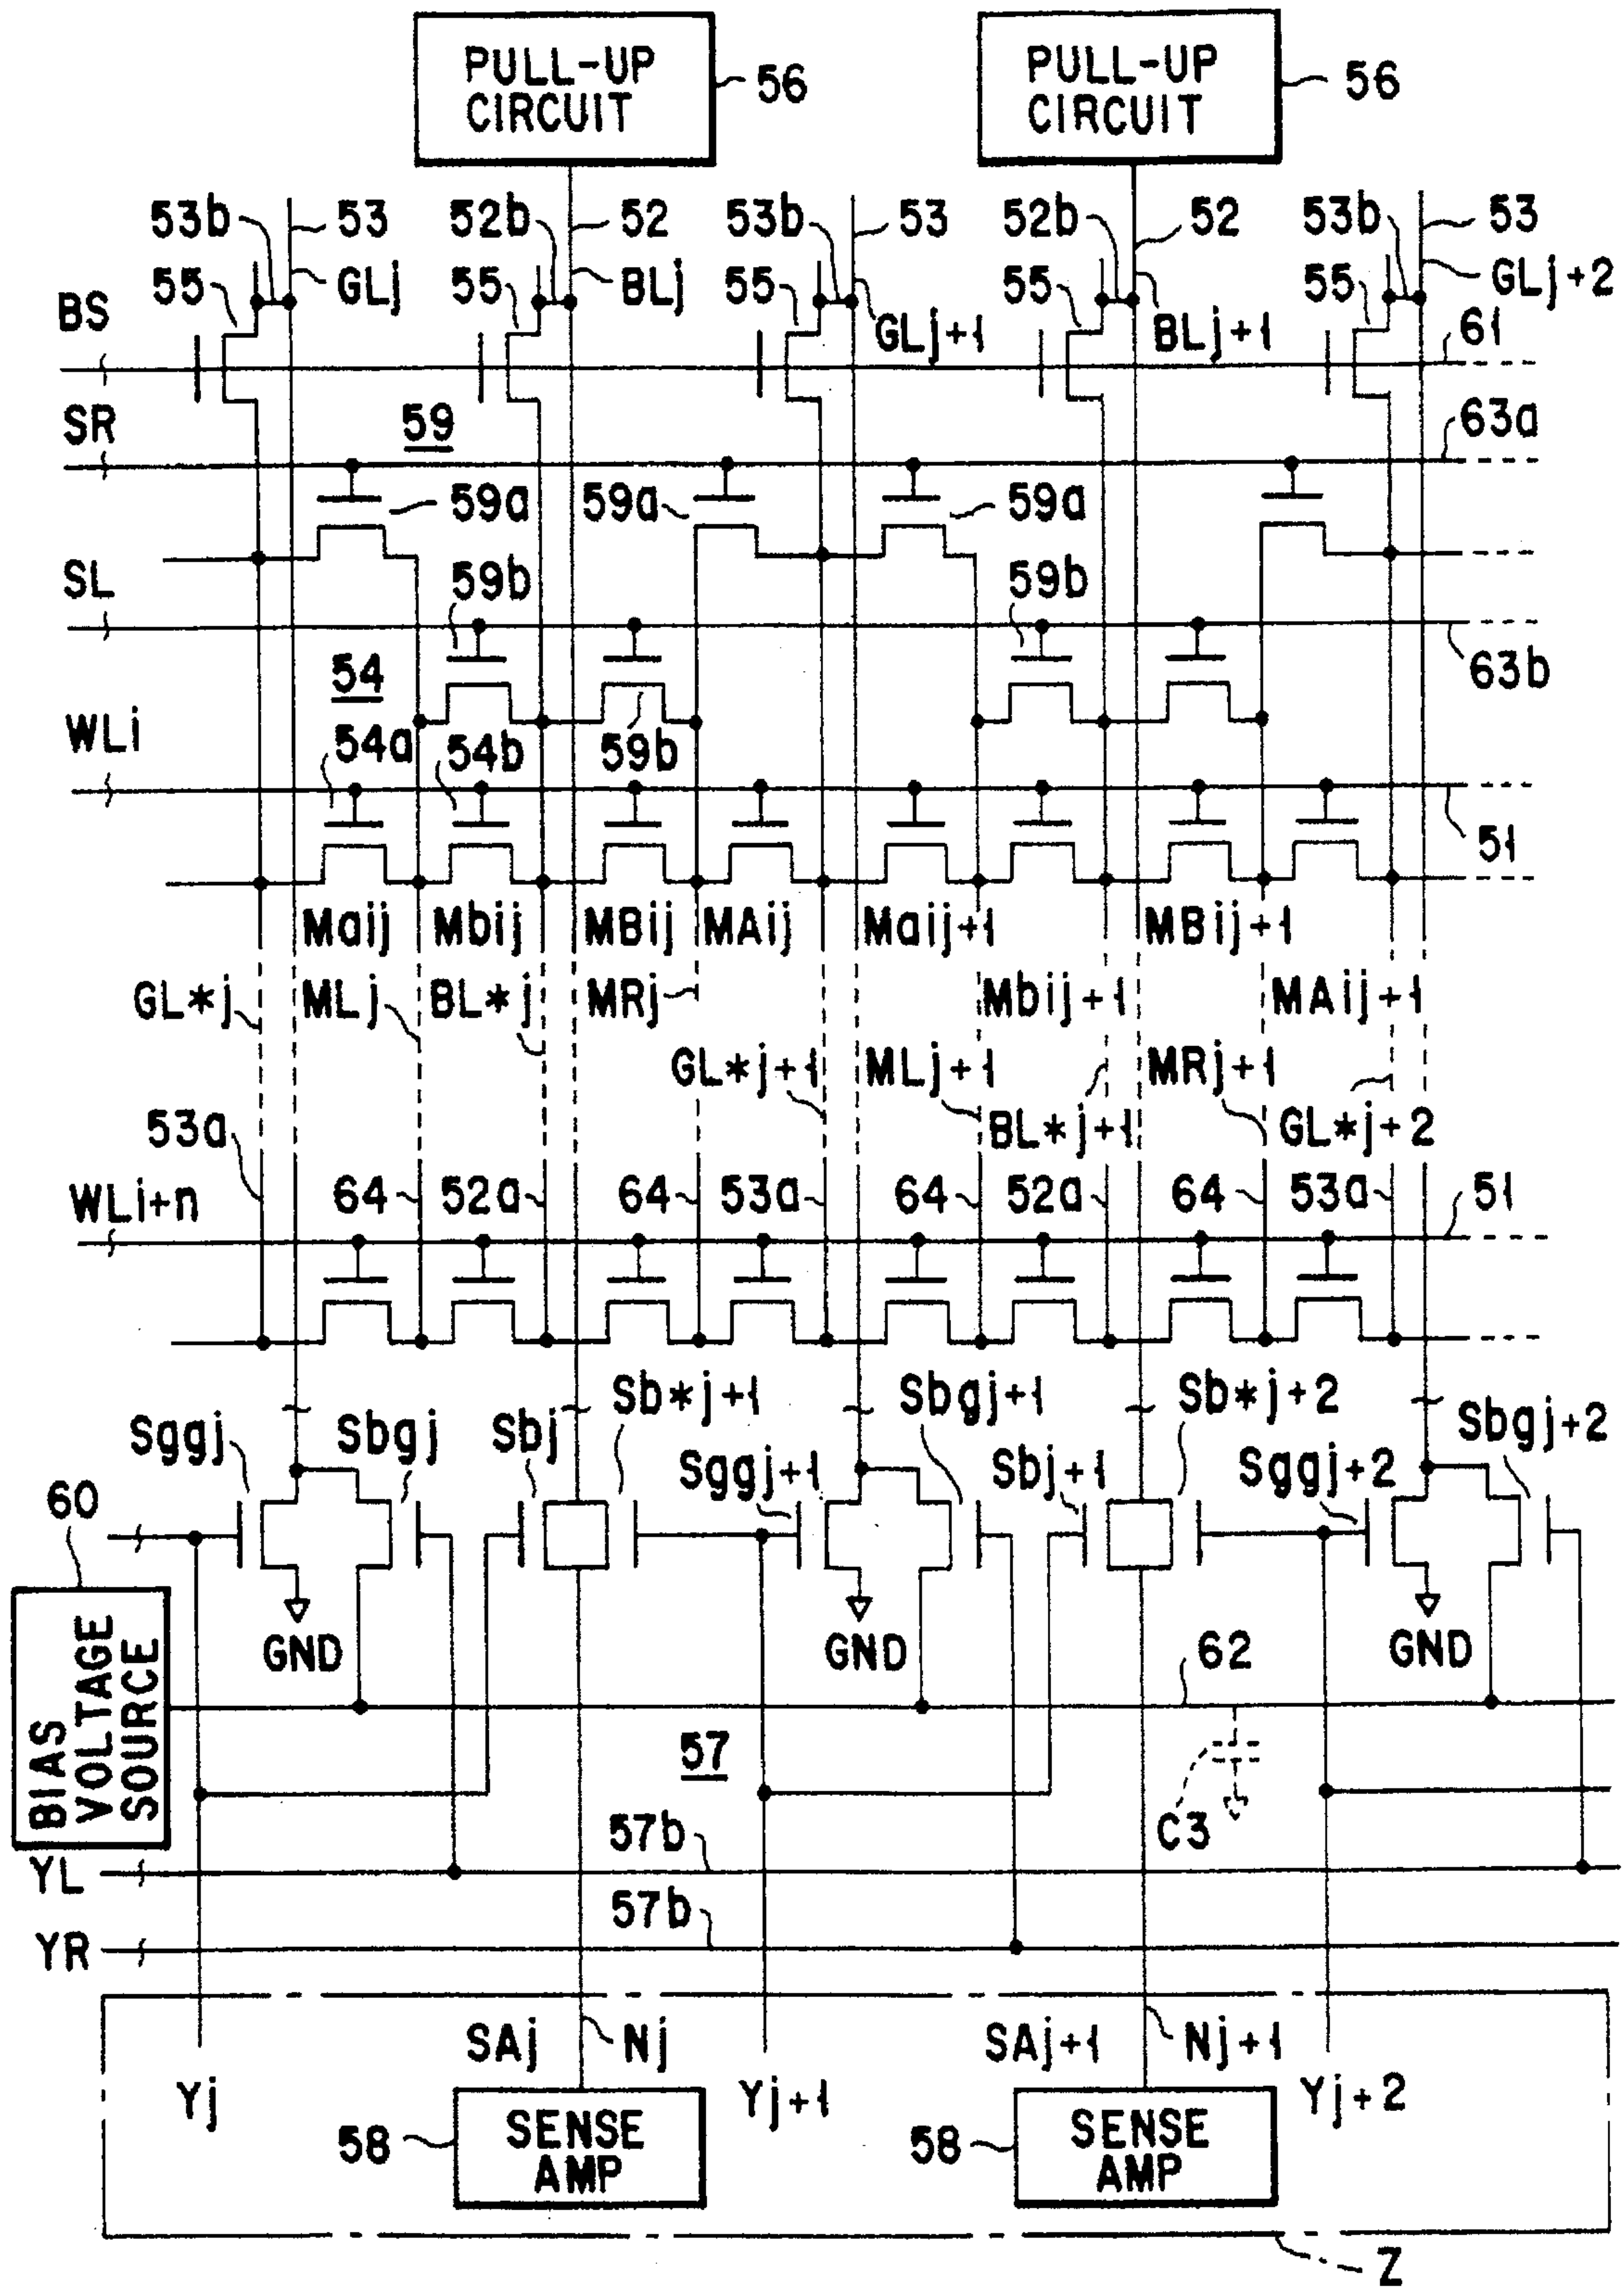 PULL-UP
CIRCUIT
56
PULL-UP
CIRCUIT
56
53b 53 52b 52 53b 53 52b 52 53b 53
55 GLj 55 BLj 55 GLj+1 55 BLj+1 55 GLj+2
BS 61
SR 59 63a
59a 59a 59a
SL 59b 59b
54 63b
WLi 54a 54b 59b
51
Maij Mbij MBij MAij Maij+1 MBij+1
GL*j MLj BL*j MRj Mbij+1 MAij+1
GL*j+1 MLj+1 MRj+1
53a BL*j+1 GL*j+2
WLi+n 64 52a 64 53a 64 52a 64 53a 51
Sb*j+1 Sbgj+1 Sb*j+2
Sggj Sbgj Sbj Sggj+1 Sbj+1 Sggj+2 Sbgj+2
60
BIAS
VOLTAGE
SOURCE
GND GND 62 GND
57
C3
YL 57b
YR 57b
SAj Nj SAj+1 Nj+1
Yj Yj+1 Yj+2
58 SENSE
AMP
58 SENSE
AMP
Z